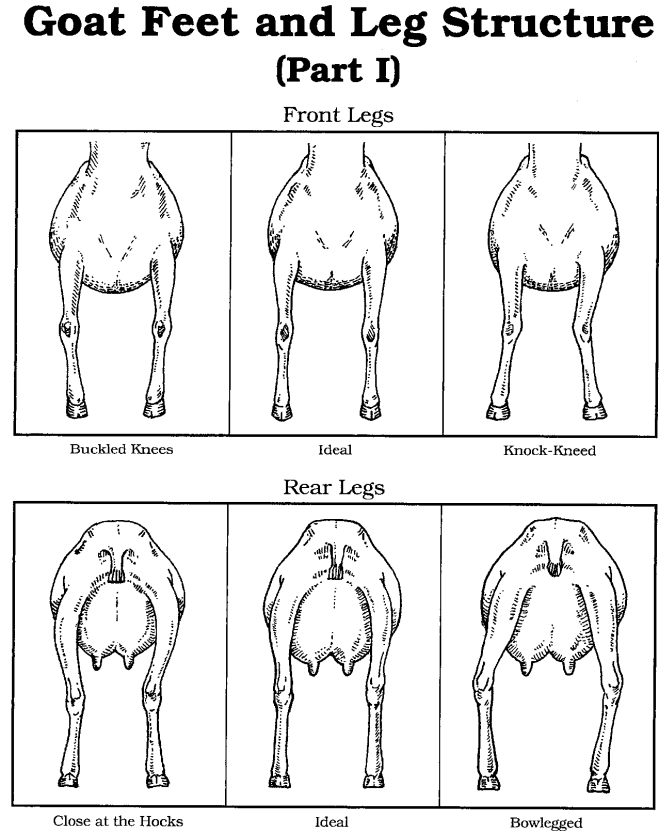 Goat Feet and Leg Structure
(Part I)
Front Legs
Buckled Knees
Ideal
Knock-Kneed
Rear Legs
Close at the Hocks
Ideal
Bowlegged